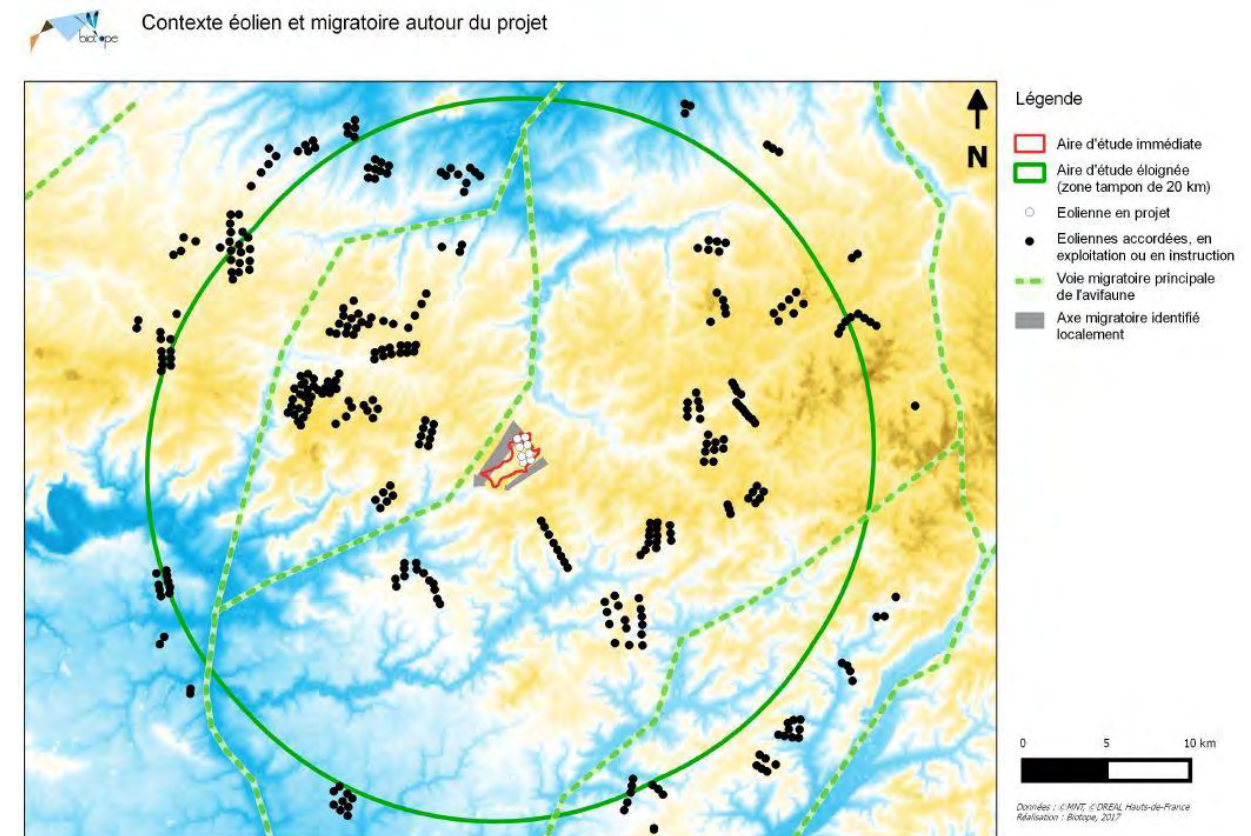 biotope
Contexte éolien et migratoire autour du projet
N
Légende
Aire d'étude immédiate
Aire d'étude éloignée
(zone tampon de 20 km)
Eolienne en projet
Eoliennes accordées, en
exploitation ou en instruction
Voie migratoire principale
de l'avifaune
Axe migratoire identifié
localement
0 5 10 km
Données : ©MNT, ©DREAL Hauts-de-France
Réalisation : Biotope, 2017